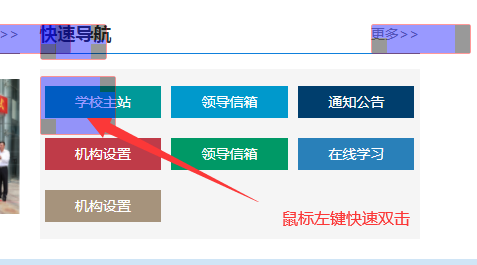 >> 快速导航 更多>>
学校主站 领导信箱 通知公告
机构设置 领导信箱 在线学习
机构设置
鼠标左键快速双击